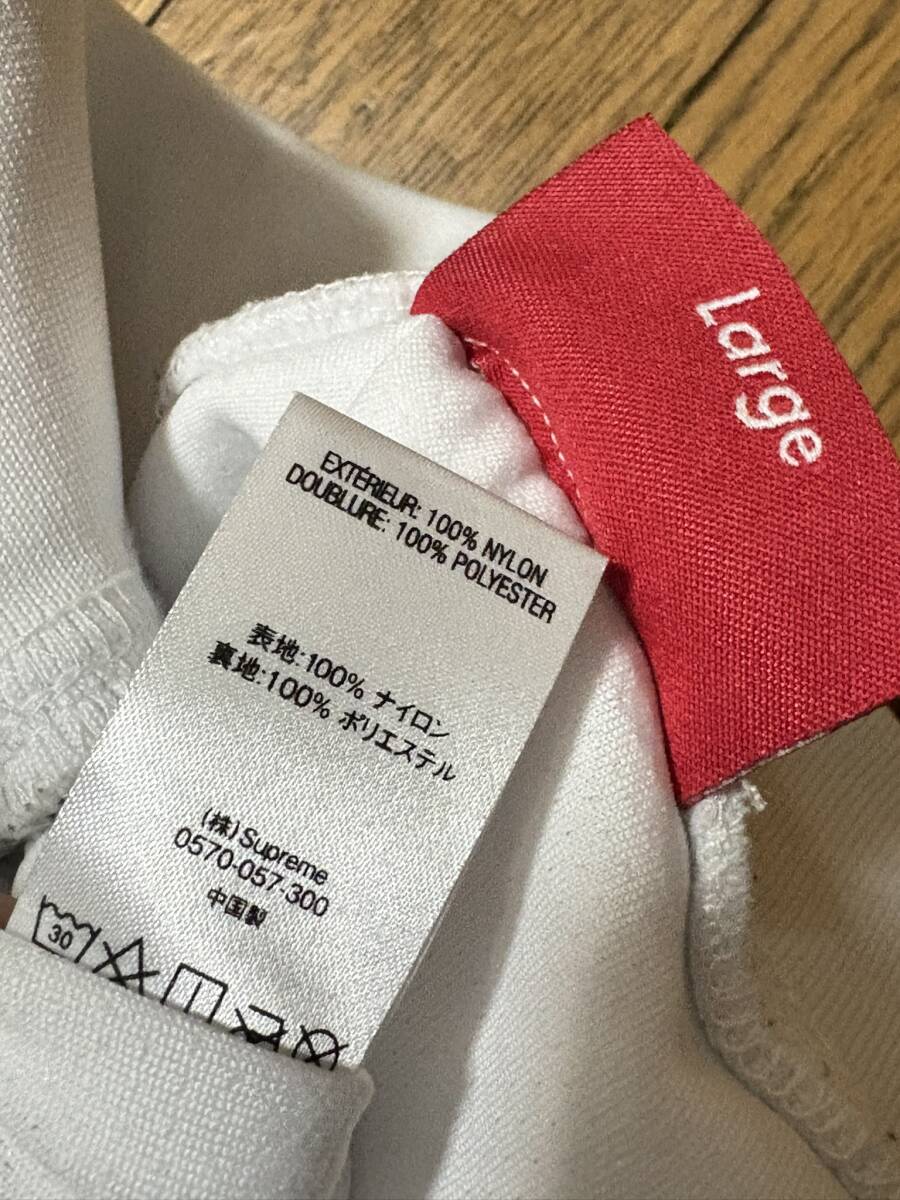 Large
EXTÉRIEUR: 100% NYLON
DOUBLURE: 100% POLYESTER
表地:100% ナイロン
裏地:100% ポリエステル
(株)Supreme
0570-057-300
中国製
30